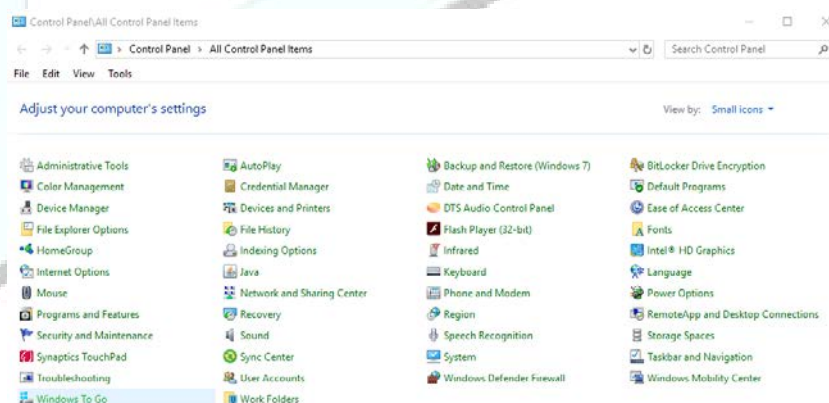 Control Panel\All Control Panel Items
Control Panel > All Control Panel Items
Search Control Panel
File Edit View Tools
Adjust your computer's settings
View by: Small icons
Administrative Tools AutoPlay Backup and Restore (Windows 7) BitLocker Drive Encryption
Color Management Credential Manager Date and Time Default Programs
Device Manager Devices and Printers DTS Audio Control Panel Ease of Access Center
File Explorer Options File History Flash Player (32-bit) Fonts
HomeGroup Indexing Options Infrared Intel® HD Graphics
Internet Options Java Keyboard Language
Mouse Network and Sharing Center Phone and Modem Power Options
Programs and Features Recovery Region RemoteApp and Desktop Connections
Security and Maintenance Sound Speech Recognition Storage Spaces
Synaptics TouchPad Sync Center System Taskbar and Navigation
Troubleshooting User Accounts Windows Defender Firewall Windows Mobility Center
Windows To Go Work Folders